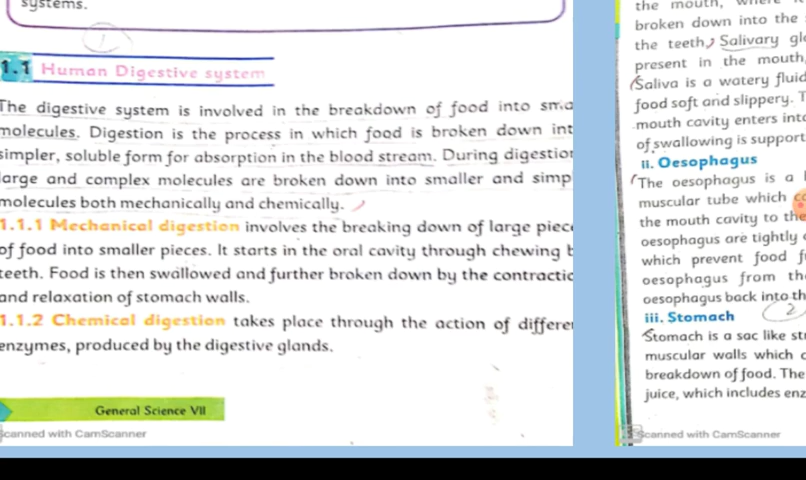 systems.
1
1.1 Human Digestive system
The digestive system is involved in the breakdown of food into sma
molecules. Digestion is the process in which food is broken down int
simpler, soluble form for absorption in the blood stream. During digestion
large and complex molecules are broken down into smaller and simp
molecules both mechanically and chemically.
1.1.1 Mechanical digestion involves the breaking down of large piec
of food into smaller pieces. It starts in the oral cavity through chewing b
teeth. Food is then swallowed and further broken down by the contractio
and relaxation of stomach walls.
1.1.2 Chemical digestion takes place through the action of differen
enzymes, produced by the digestive glands.
General Science VII
Scanned with CamScanner
the mouth, where
broken down into the
the teeth, Salivary gl
present in the mouth,
Saliva is a watery fluid
food soft and slippery. T
mouth cavity enters into
of swallowing is support
ii. Oesophagus
The oesophagus is a
muscular tube which co
the mouth cavity to the
oesophagus are tightly
which prevent food f
oesophagus from th
oesophagus back into th
iii. Stomach 2
Stomach is a sac like st
muscular walls which
breakdown of food. The
juice, which includes enz
Scanned with CamScanner